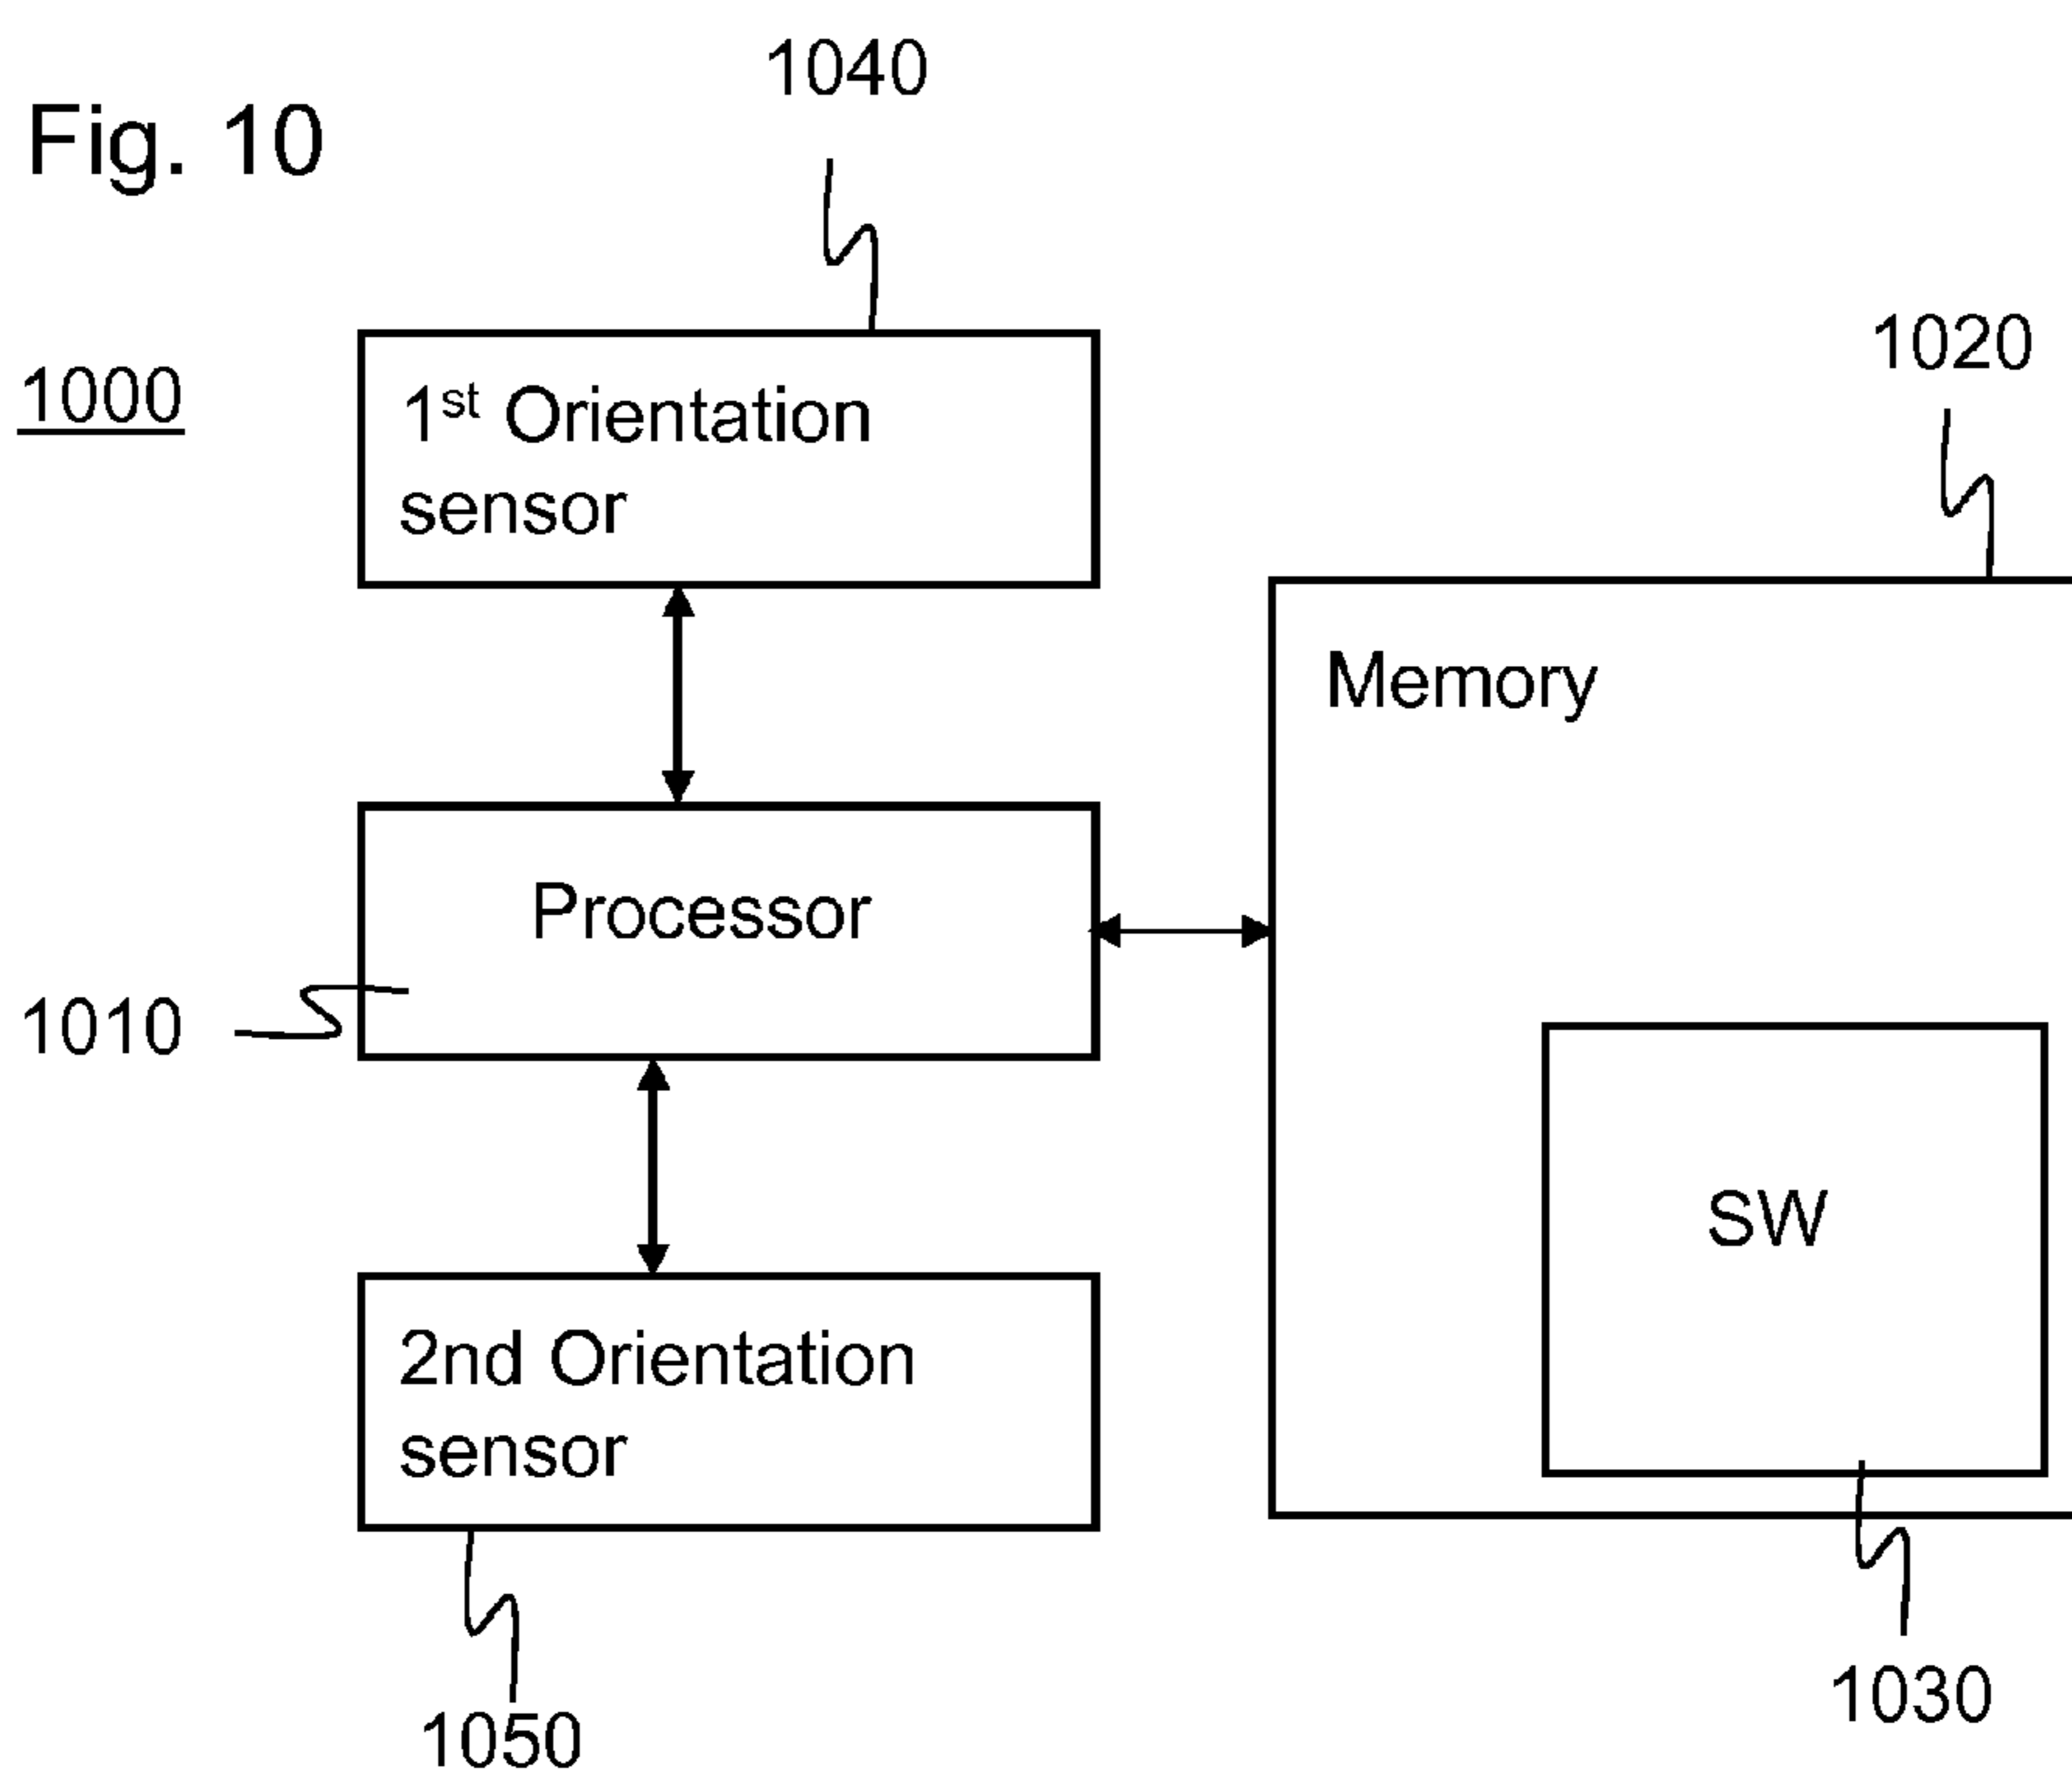 Fig. 10
1040
1000
1020
1st Orientation
sensor
Memory
Processor
1010
SW
2nd Orientation
sensor
1030
1050